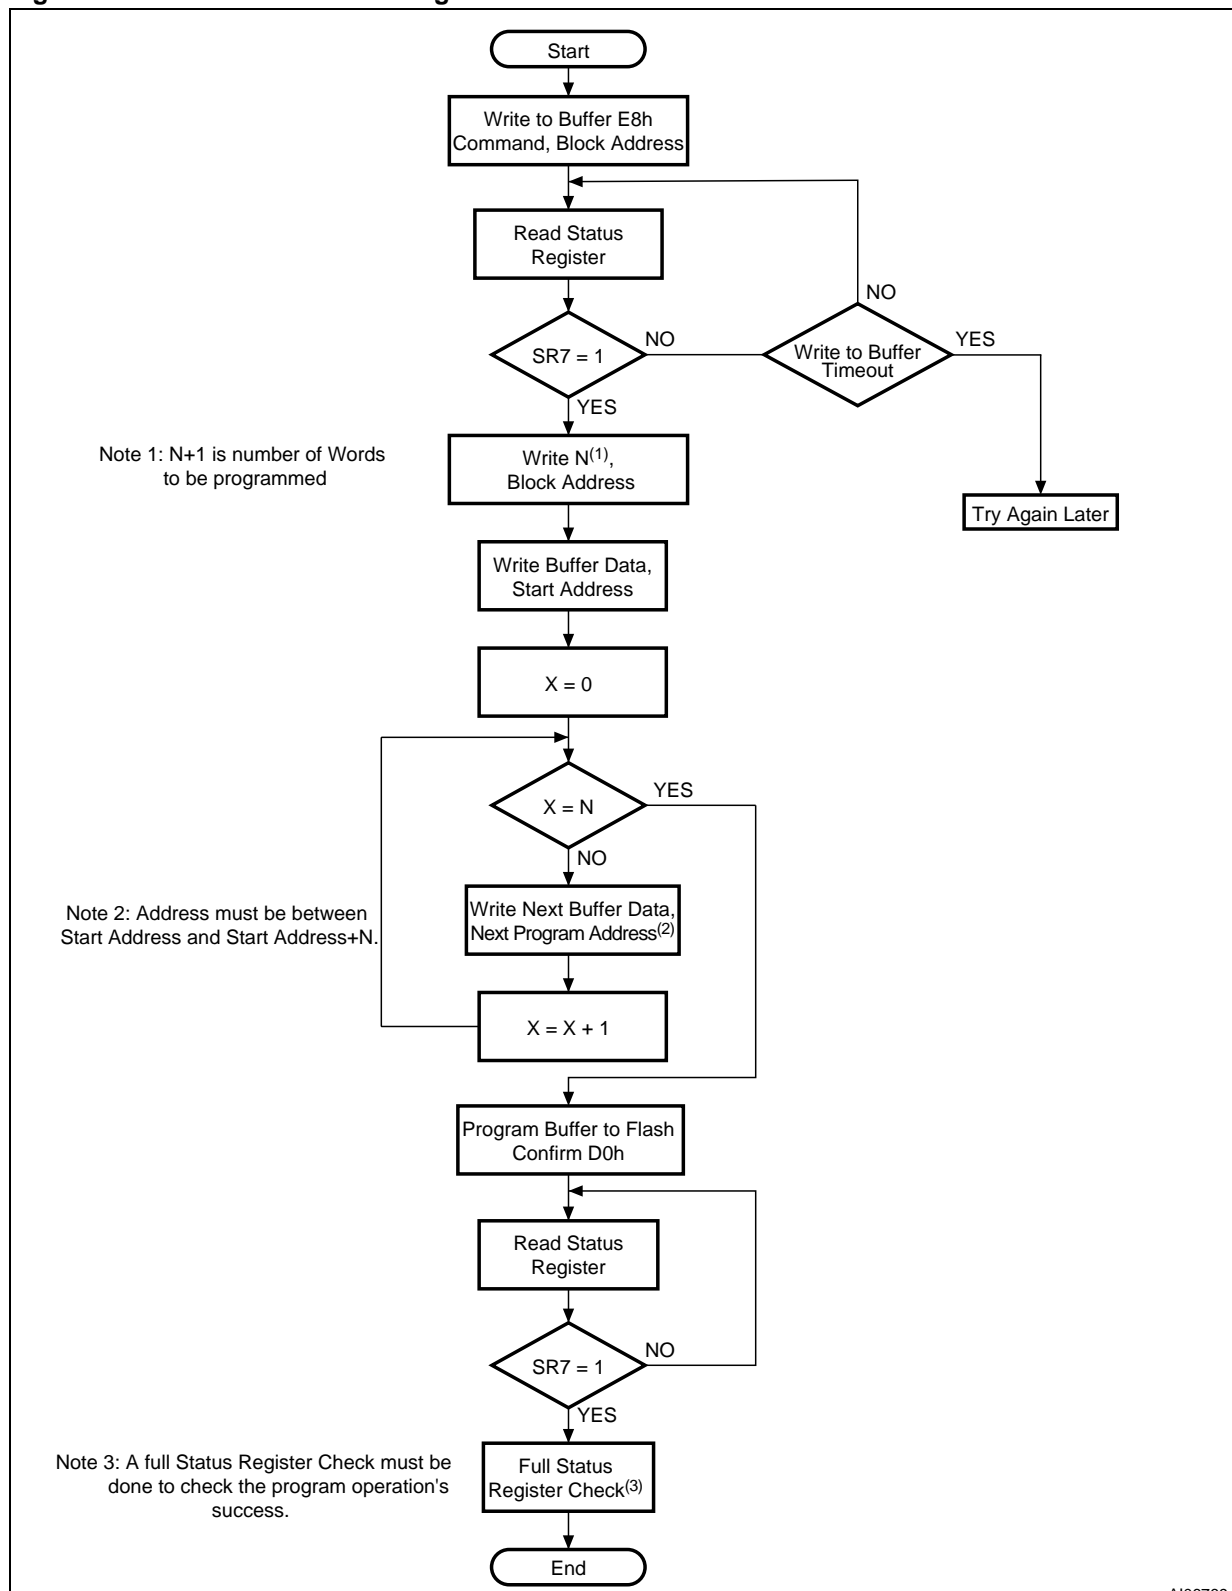 Start
Write to Buffer E8h
Command, Block Address
Read Status
Register
NO
SR7 = 1
NO
Write to Buffer
Timeout
YES
YES
Note 1: N+1 is number of Words
to be programmed
Write N(1),
Block Address
Try Again Later
Write Buffer Data,
Start Address
X = 0
X = N
YES
NO
Note 2: Address must be between
Start Address and Start Address+N.
Write Next Buffer Data,
Next Program Address(2)
X = X + 1
Program Buffer to Flash
Confirm D0h
Read Status
Register
SR7 = 1
NO
YES
Note 3: A full Status Register Check must be
done to check the program operation's
success.
Full Status
Register Check(3)
End